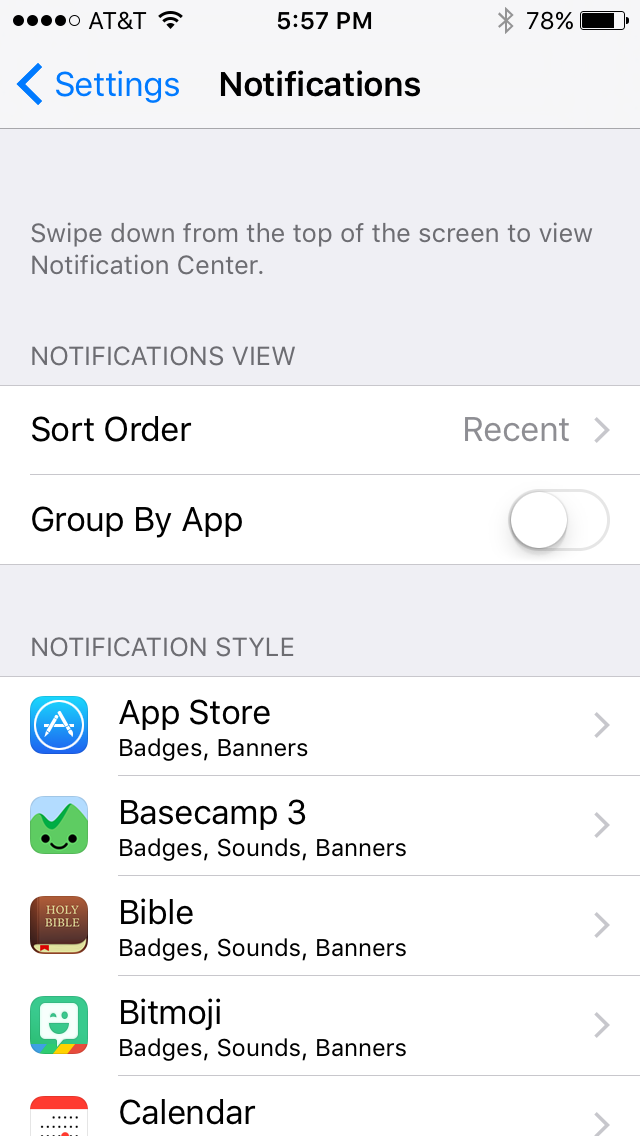 AT&T 5:57 PM 78%
Settings Notifications
Swipe down from the top of the screen to view
Notification Center.
NOTIFICATIONS VIEW
Sort Order Recent
Group By App
NOTIFICATION STYLE
App Store
Badges, Banners
Basecamp 3
Badges, Sounds, Banners
HOLY
BIBLE
Bible
Badges, Sounds, Banners
Bitmoji
Badges, Sounds, Banners
Calendar